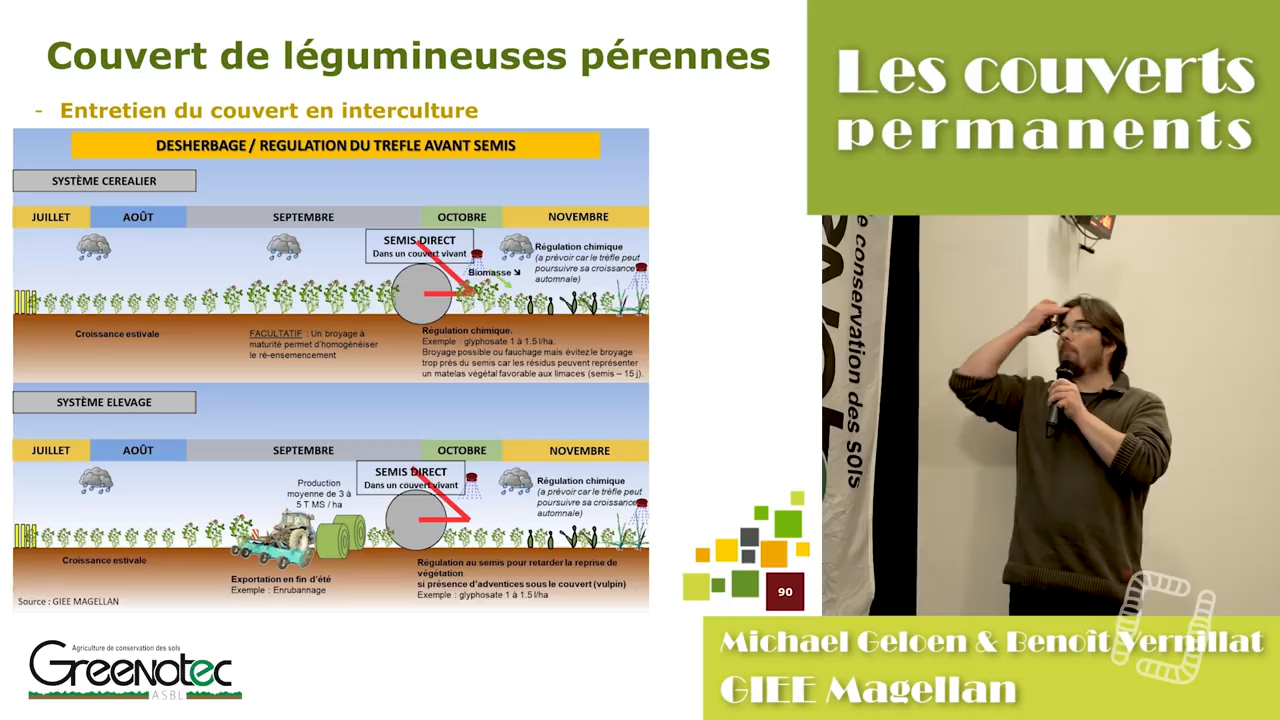 Couvert de légumineuses pérennes
- Entretien du couvert en interculture
DESHERBAGE / REGULATION DU TREFLE AVANT SEMIS
SYSTÈME CEREALIER
JUILLET AOÛT SEPTEMBRE OCTOBRE NOVEMBRE
SEMIS DIRECT
Dans un couvert vivant
Biomasse ↘
Régulation chimique
(a prévoir car le trèfle peut
poursuivre sa croissance
automnale)
Croissance estivale
FACULTATIF : Un broyage à
maturité permet d'homogénéiser
le ré-ensemencement
Régulation chimique.
Exemple : glyphosate 1 à 1.5 l/ha.
Broyage possible ou fauchage mais évitez le broyage
trop près du semis car les résidus peuvent représenter
un matelas végétal favorable aux limaces (semis – 15 j).
SYSTÈME ELEVAGE
JUILLET AOÛT SEPTEMBRE OCTOBRE NOVEMBRE
Production
moyenne de 3 à
5 T MS / ha
SEMIS DIRECT
Dans un couvert vivant
Régulation chimique
(a prévoir car le trèfle peut
poursuivre sa croissance
automnale)
Croissance estivale
Exportation en fin d'été
Exemple : Enrubannage
Régulation au semis pour retarder la reprise de
végétation
si présence d'adventices sous le couvert (vulpin)
Exemple : glyphosate 1 à 1.5 l/ha
Source : GIEE MAGELLAN
90
Agriculture de conservation des sols
Greenotec
ASBL
Les couverts
permanents
conservation des sols
Michael Geloen & Benoît Vernillat
GIEE Magellan